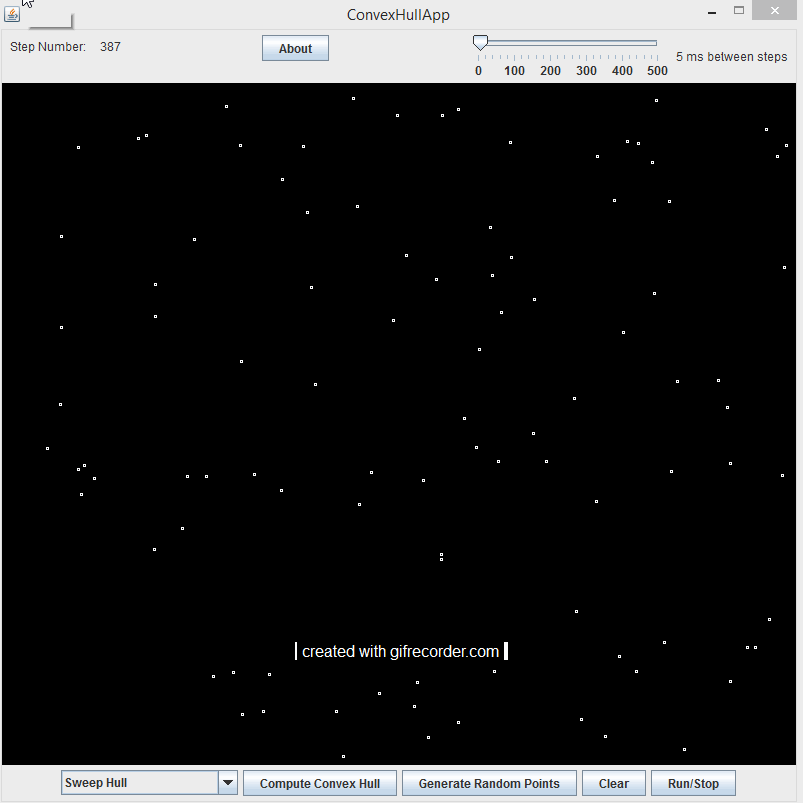 ConvexHullApp
Step Number: 387
About
0 100 200 300 400 500
5 ms between steps
created with gifrecorder.com
Sweep Hull
Compute Convex Hull
Generate Random Points
Clear
Run/Stop